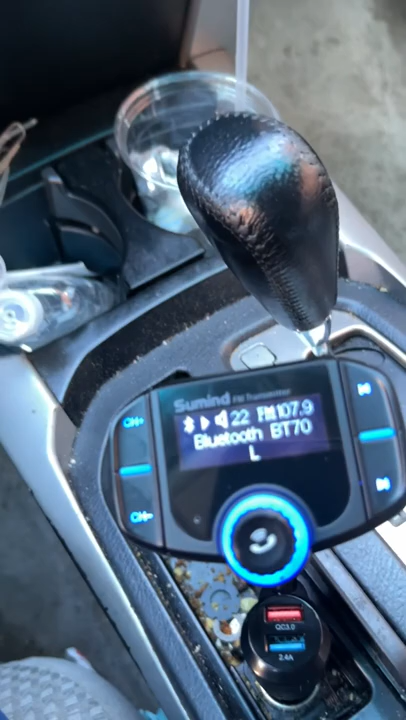 Sumind FM Transmitter
22 FM107.9
Bluetooth BT70
L
CH+
CH-
QC3.0
2.4A